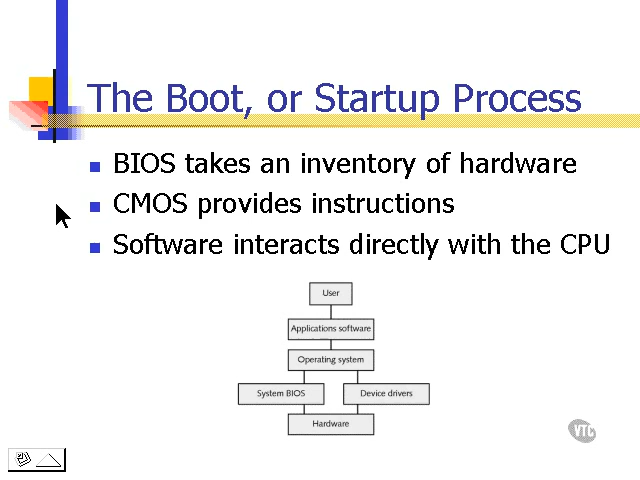 The Boot, or Startup Process
BIOS takes an inventory of hardware
CMOS provides instructions
Software interacts directly with the CPU
User
Applications software
Operating system
System BIOS
Device drivers
Hardware
VTC